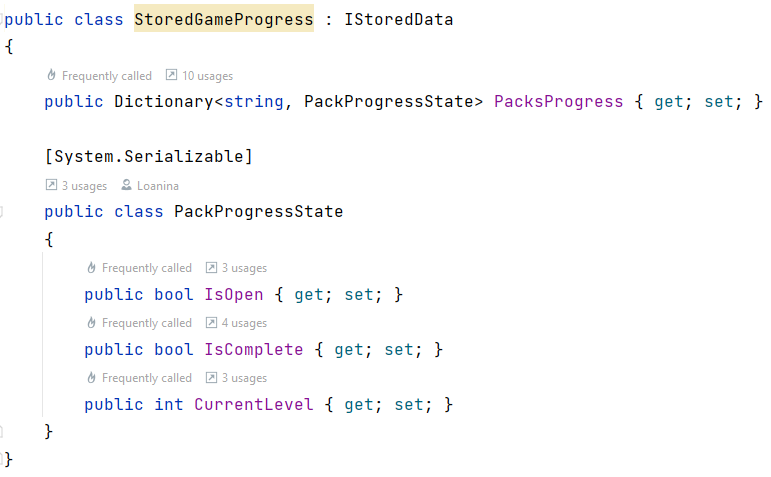 public class StoredGameProgress : IStoredData
{
Frequently called 10 usages
public Dictionary<string, PackProgressState> PacksProgress { get; set; }
[System.Serializable]
3 usages Loanina
public class PackProgressState
{
Frequently called 3 usages
public bool IsOpen { get; set; }
Frequently called 4 usages
public bool IsComplete { get; set; }
Frequently called 3 usages
public int CurrentLevel { get; set; }
}
}